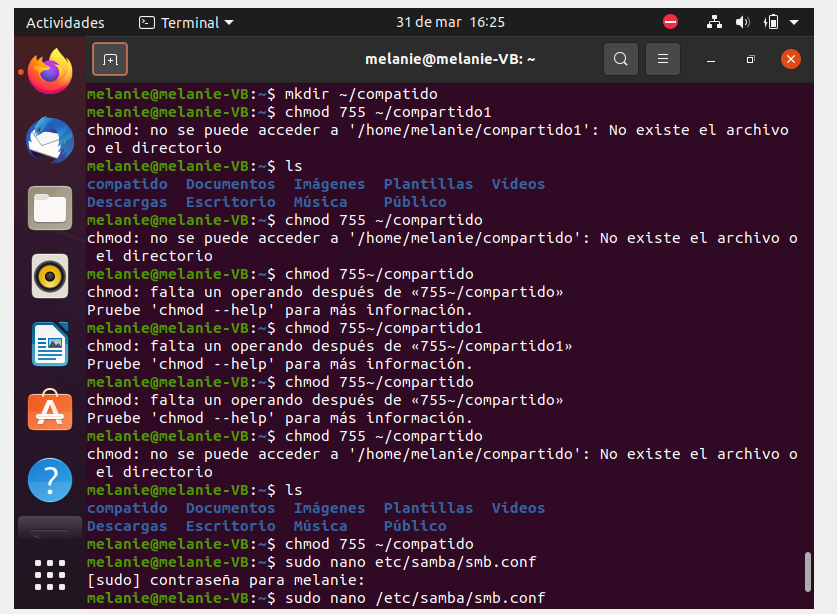 Actividades
Terminal
31 de mar 16:25
melanie@melanie-VB: ~
melanie@melanie-VB:~$ mkdir ~/compatido
melanie@melanie-VB:~$ chmod 755 ~/compartido1
chmod: no se puede acceder a '/home/melanie/compartido1': No existe el archivo
o el directorio
melanie@melanie-VB:~$ ls
compatido  Documentos  Imágenes  Plantillas  Vídeos
Descargas  Escritorio  Música    Público
melanie@melanie-VB:~$ chmod 755 ~/compartido
chmod: no se puede acceder a '/home/melanie/compartido': No existe el archivo o
 el directorio
melanie@melanie-VB:~$ chmod 755~/compartido
chmod: falta un operando después de «755~/compartido»
Pruebe 'chmod --help' para más información.
melanie@melanie-VB:~$ chmod 755~/compartido1
chmod: falta un operando después de «755~/compartido1»
Pruebe 'chmod --help' para más información.
melanie@melanie-VB:~$ chmod 755~/compartido
chmod: falta un operando después de «755~/compartido»
Pruebe 'chmod --help' para más información.
melanie@melanie-VB:~$ chmod 755 ~/compartido
chmod: no se puede acceder a '/home/melanie/compartido': No existe el archivo o
 el directorio
melanie@melanie-VB:~$ ls
compatido  Documentos  Imágenes  Plantillas  Vídeos
Descargas  Escritorio  Música    Público
melanie@melanie-VB:~$ chmod 755 ~/compatido
melanie@melanie-VB:~$ sudo nano etc/samba/smb.conf
[sudo] contraseña para melanie:
melanie@melanie-VB:~$ sudo nano /etc/samba/smb.conf